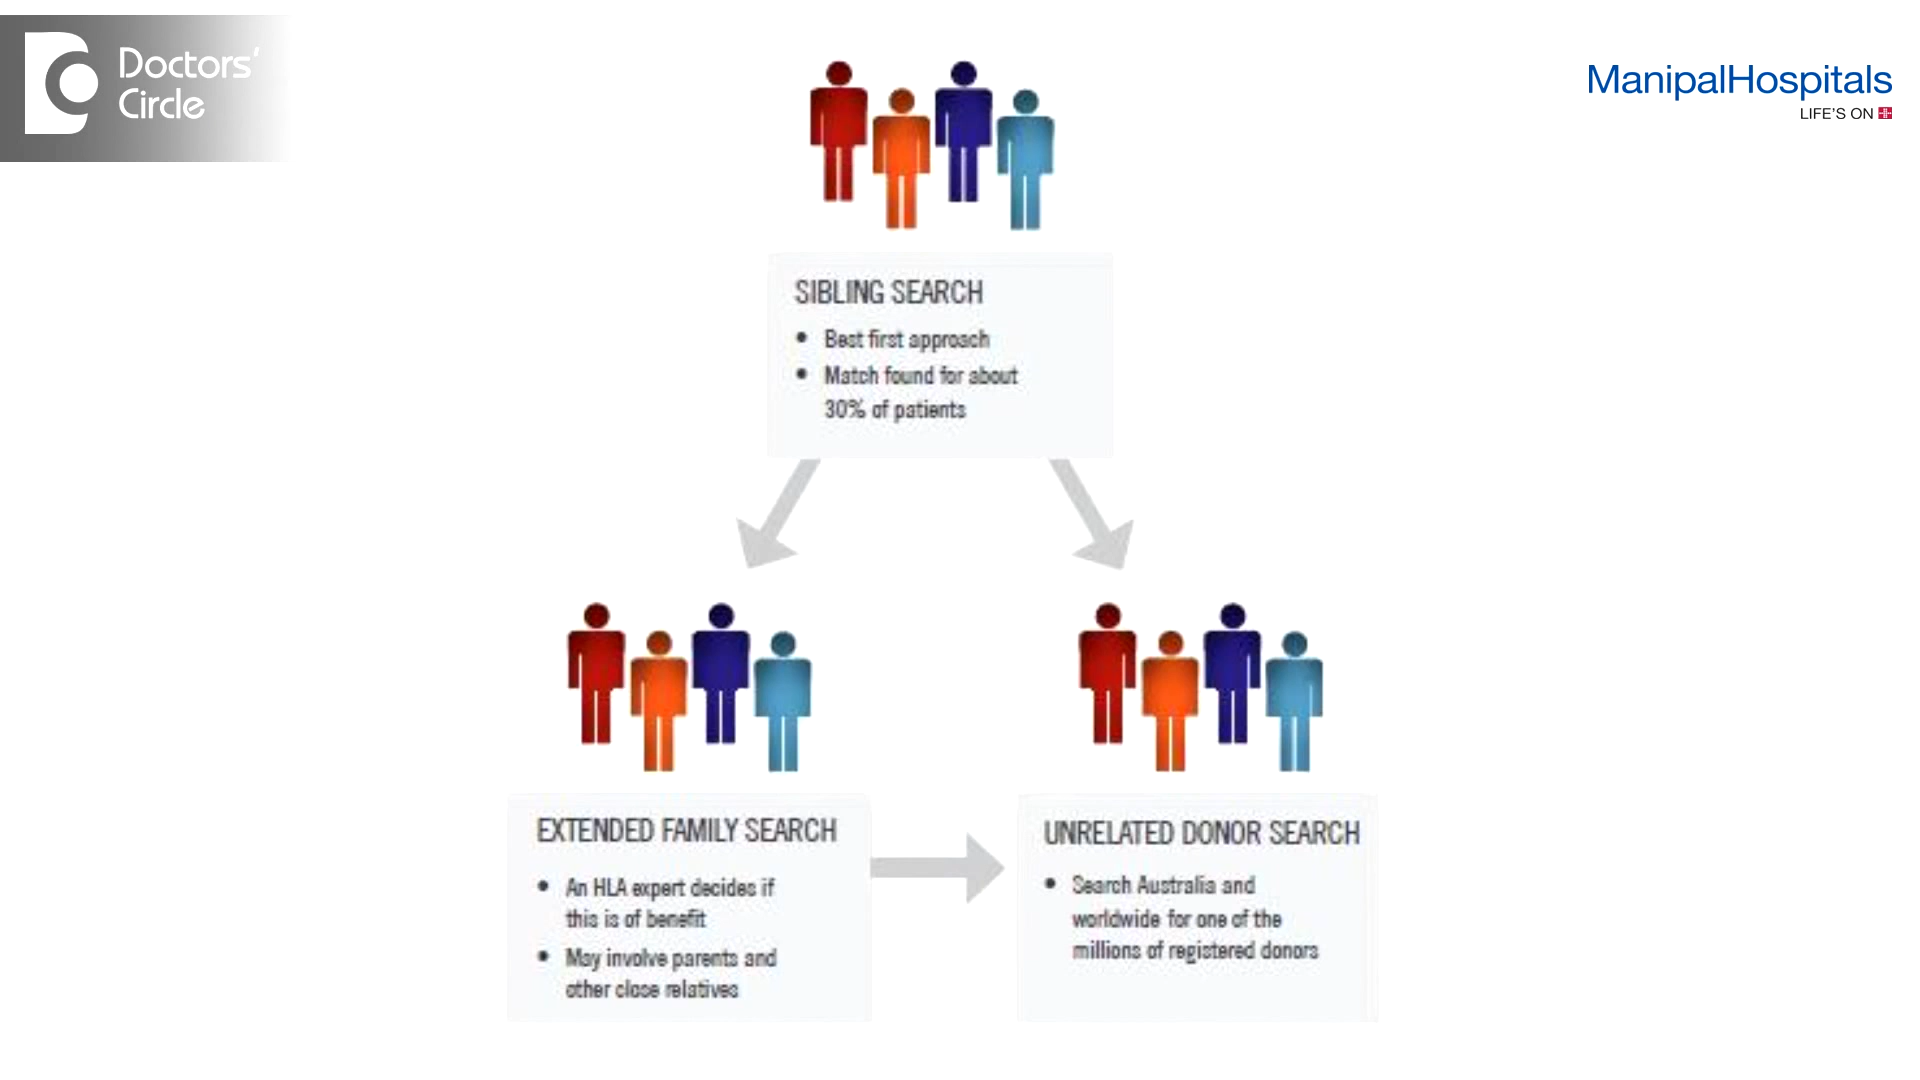 Doctors'
Circle
ManipalHospitals
LIFE'S ON
SIBLING SEARCH
• Best first approach
• Match found for about
30% of patients
EXTENDED FAMILY SEARCH
• An HLA expert decides if
this is of benefit
• May involve parents and
other close relatives
UNRELATED DONOR SEARCH
• Search Australia and
worldwide for one of the
millions of registered donors